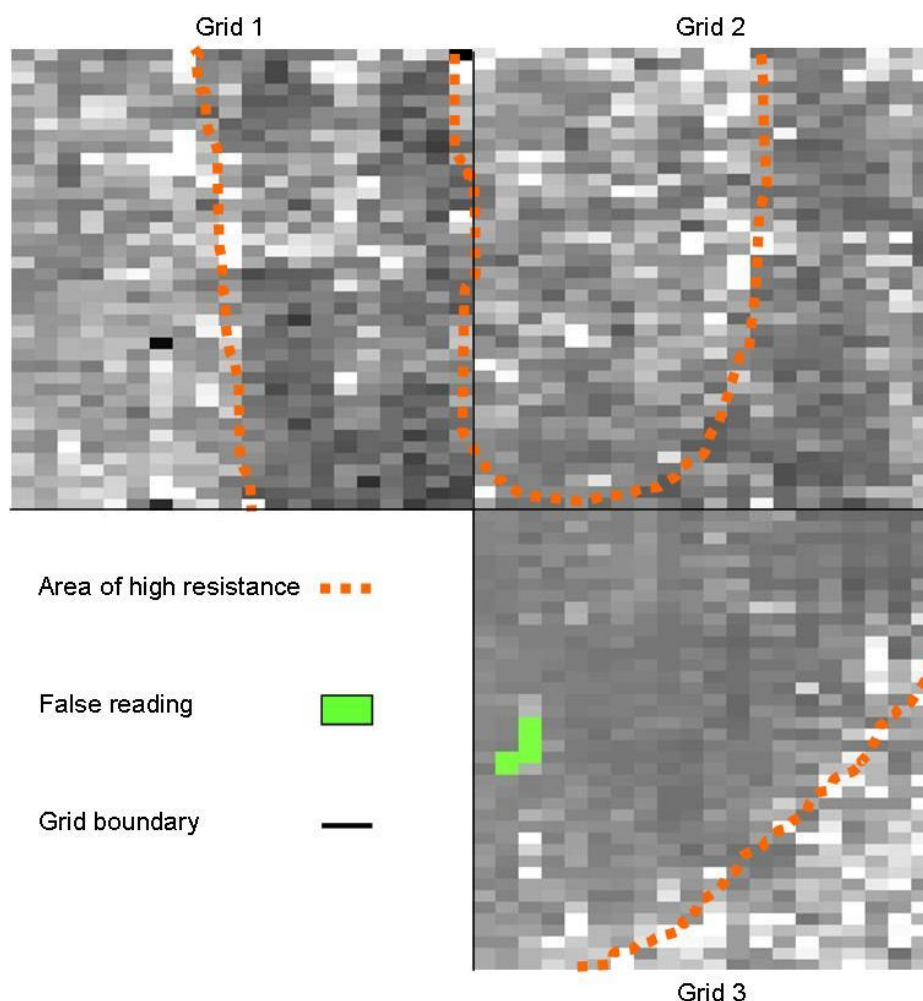 Grid 1
Grid 2
Area of high resistance
False reading
Grid boundary
Grid 3